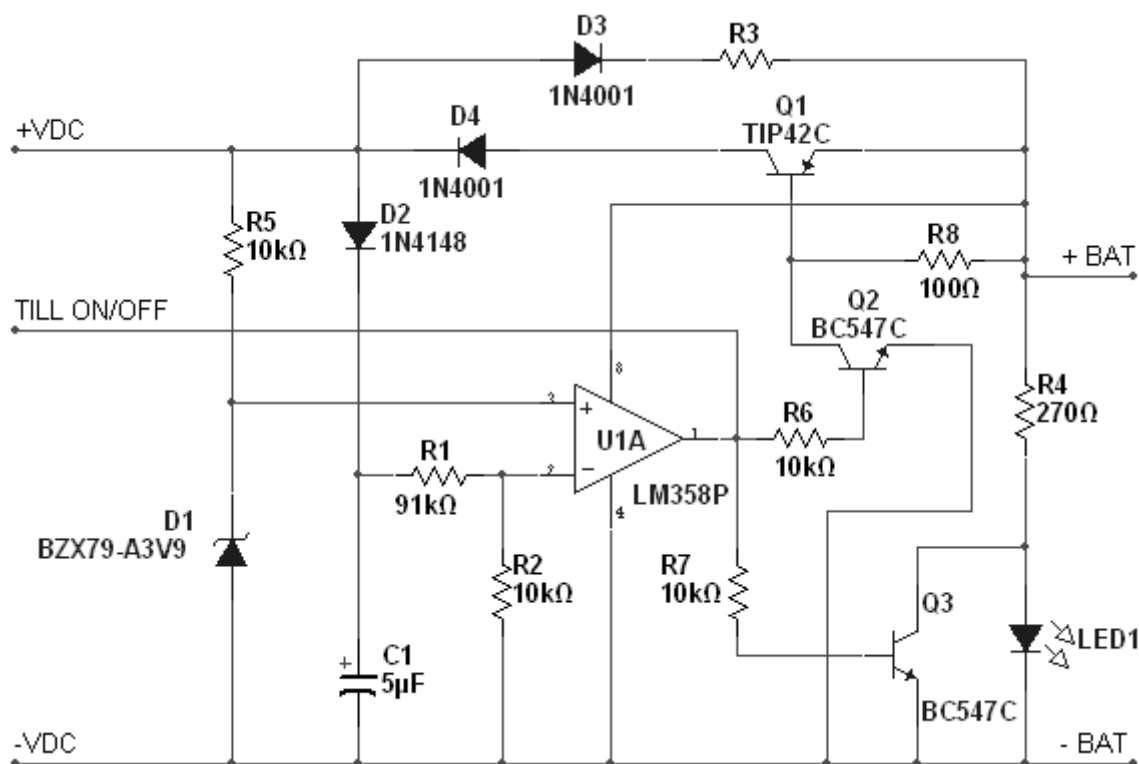 D3
R3
1N4001
Q1
TIP42C
D4
+VDC
1N4001
R5
10kΩ
D2
1N4148
R8
100Ω
+ BAT
TILL ON/OFF
Q2
BC547C
8
R4
270Ω
3
+
U1A
1
R6
10kΩ
R1
91kΩ
2
−
LM358P
4
D1
BZX79-A3V9
R2
10kΩ
R7
10kΩ
Q3
LED1
+
C1
5µF
BC547C
-VDC
- BAT